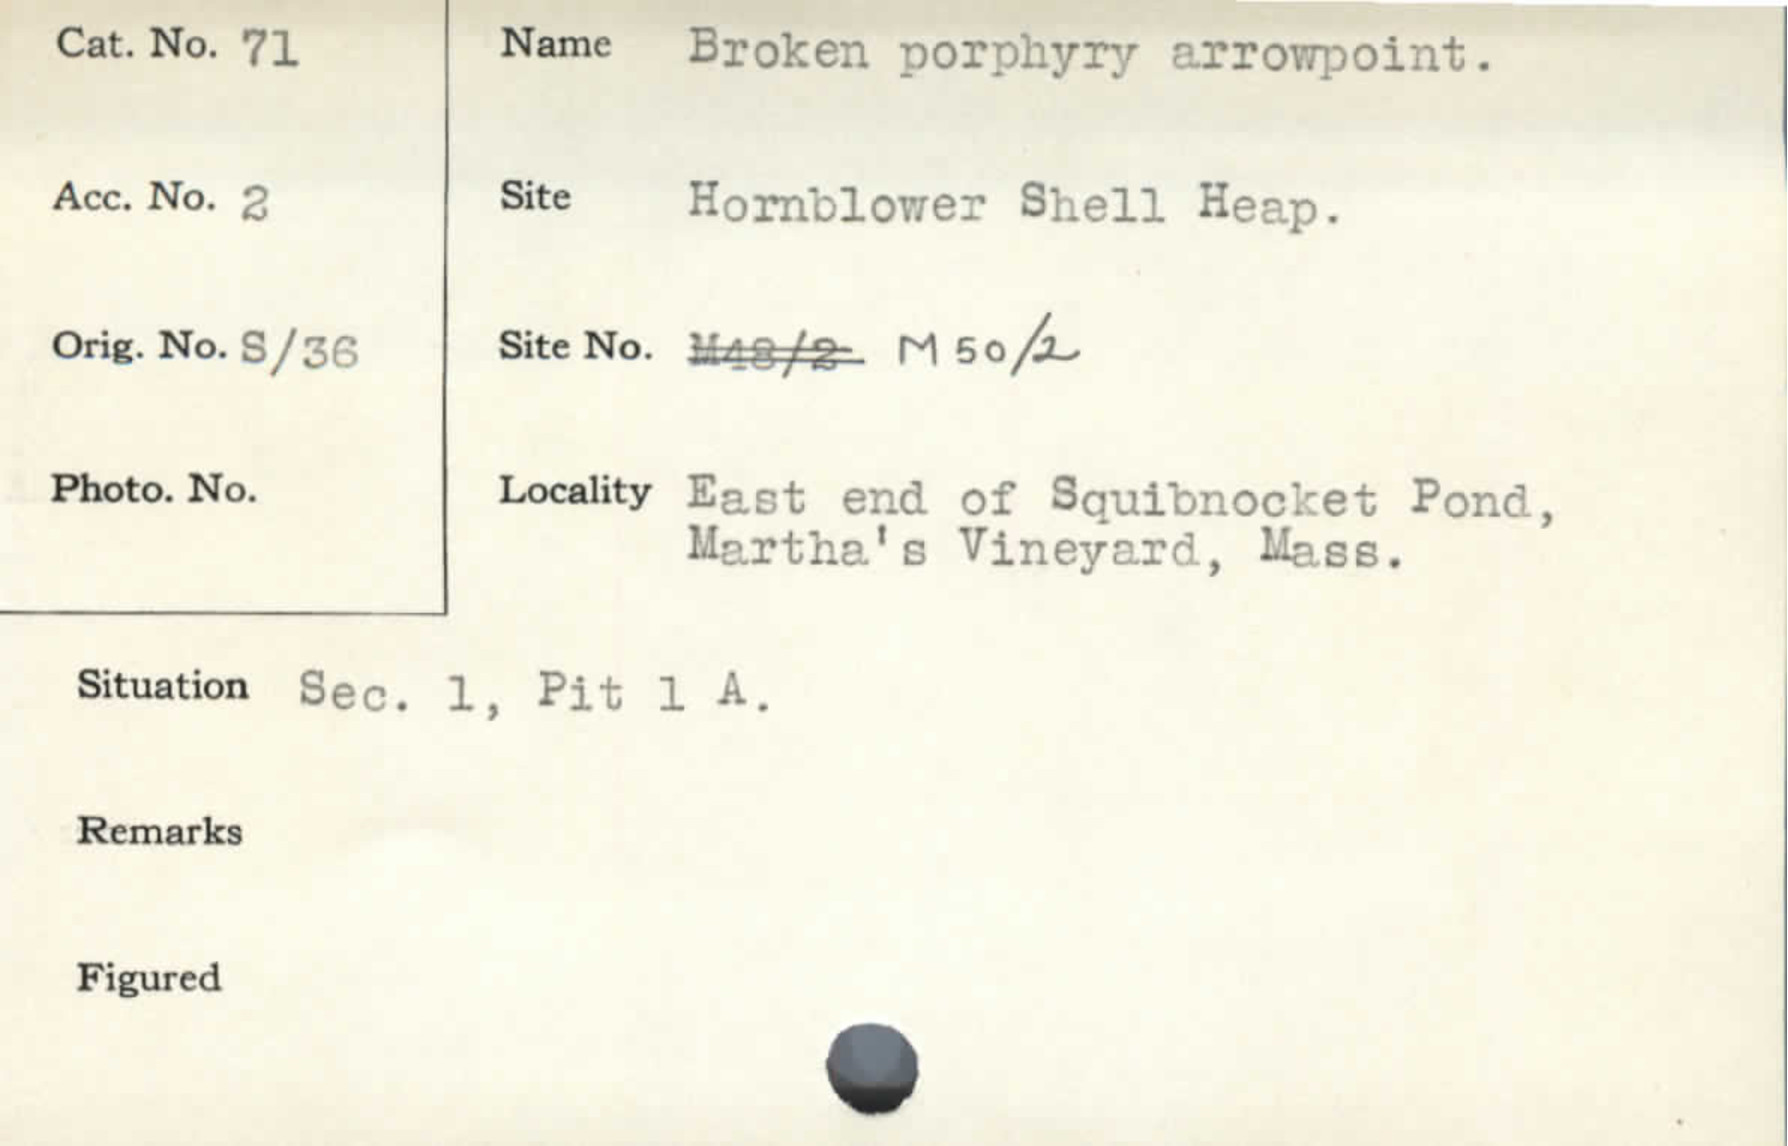 Cat. No. 71
Name Broken porphyry arrowpoint.
Acc. No. 2
Site Hornblower Shell Heap.
Orig. No. S/36
Site No. M48/2 M 50/2
Photo. No.
Locality East end of Squibnocket Pond,
Martha's Vineyard, Mass.
Situation Sec. 1, Pit 1 A.
Remarks
Figured